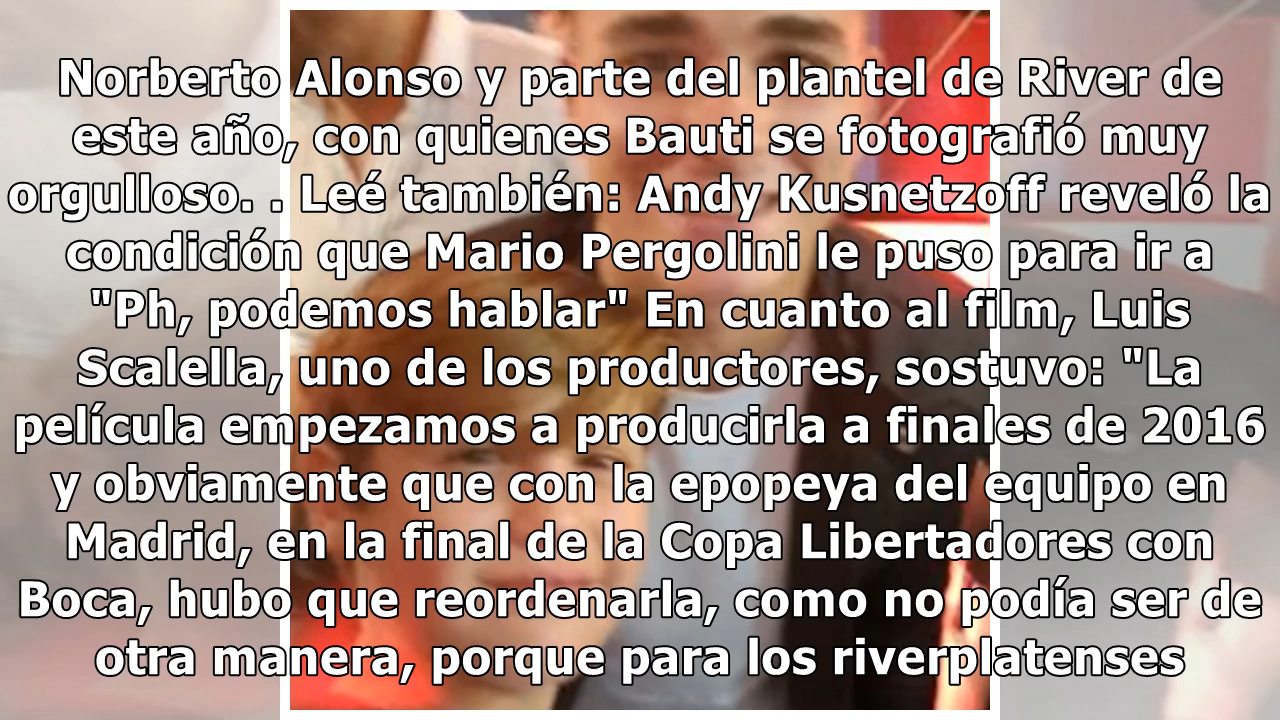 Norberto Alonso y parte del plantel de River de
este año, con quienes Bauti se fotografió muy
orgulloso. . Leé también: Andy Kusnetzoff reveló la
condición que Mario Pergolini le puso para ir a
"Ph, podemos hablar" En cuanto al film, Luis
Scalella, uno de los productores, sostuvo: "La
película empezamos a producirla a finales de 2016
y obviamente que con la epopeya del equipo en
Madrid, en la final de la Copa Libertadores con
Boca, hubo que reordenarla, como no podía ser de
otra manera, porque para los riverplatenses